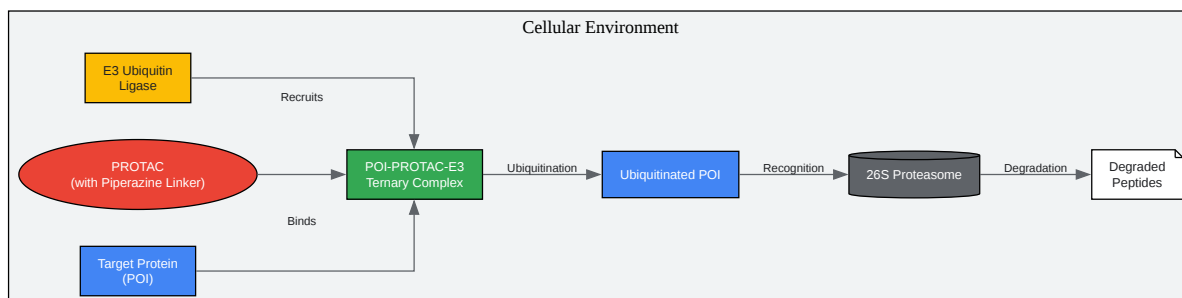 Cellular Environment
E3 Ubiquitin
Ligase
Recruits
PROTAC
(with Piperazine Linker)
POI-PROTAC-E3
Ternary Complex
Ubiquitination
Ubiquitinated POI
Recognition
26S Proteasome
Degradation
Degraded
Peptides
Binds
Target Protein
(POI)